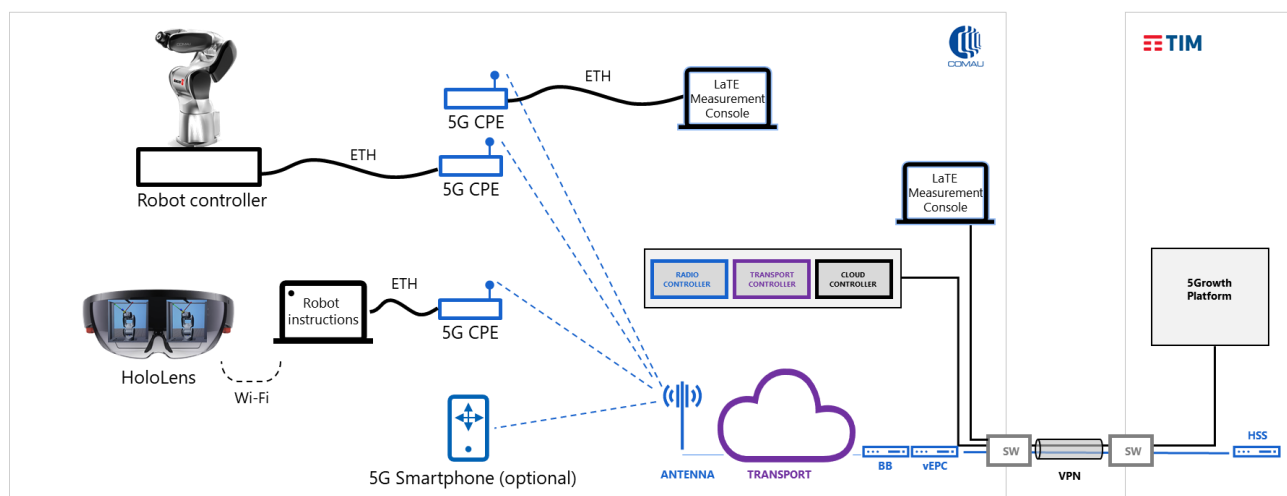 COMAU
TIM
ETH
LaTE
Measurement
Console
5G CPE
ETH
5G CPE
Robot controller
LaTE
Measurement
Console
RADIO
CONTROLLER
TRANSPORT
CONTROLLER
CLOUD
CONTROLLER
5Growth
Platform
ETH
Robot
instructions
5G CPE
HoloLens
Wi-Fi
5G Smartphone (optional)
ANTENNA
TRANSPORT
BB
vEPC
SW
VPN
SW
HSS